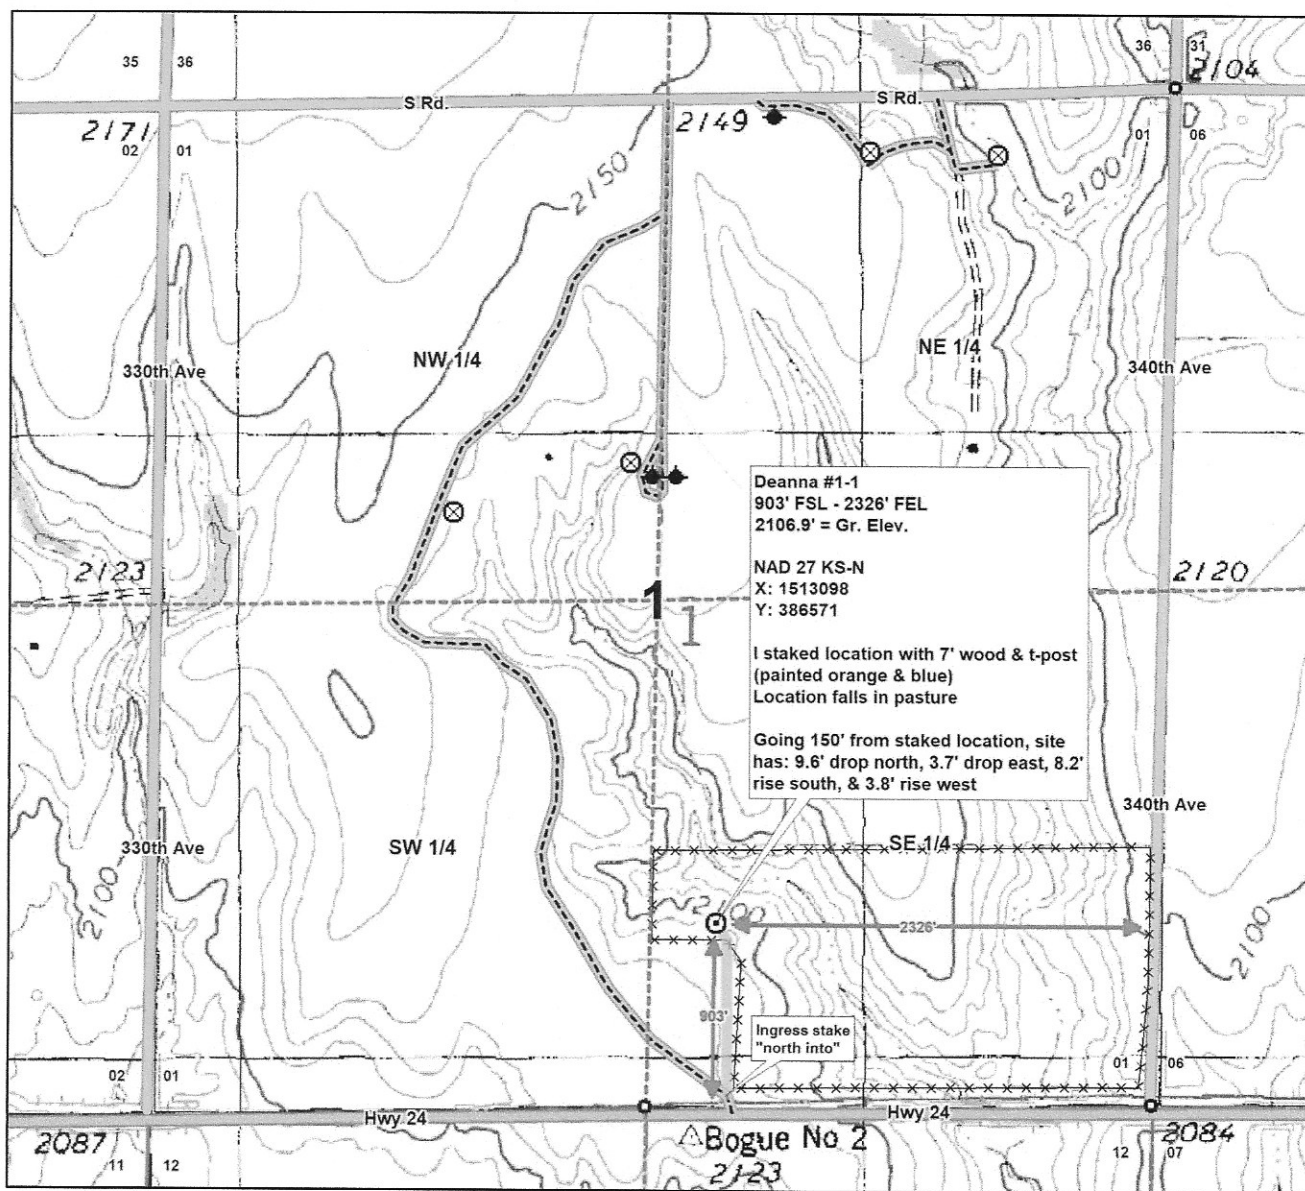 35 36
36 31
2104
S Rd.
S Rd.
2171
2149
02 01
01 06
2150
2100
NW 1/4
NE 1/4
330th Ave
340th Ave
Deanna #1-1
903' FSL - 2326' FEL
2106.9' = Gr. Elev.
NAD 27 KS-N
X: 1513098
Y: 386571
I staked location with 7' wood & t-post
(painted orange & blue)
Location falls in pasture
Going 150' from staked location, site
has: 9.6' drop north, 3.7' drop east, 8.2'
rise south, & 3.8' rise west
2123
1
1
2120
340th Ave
330th Ave
SW 1/4
SE 1/4
2100
2100
2326'
2100
903'
Ingress stake
"north into"
02 01
01 06
Hwy 24
Hwy 24
2087
Bogue No 2
2123
2084
11 12
12 07